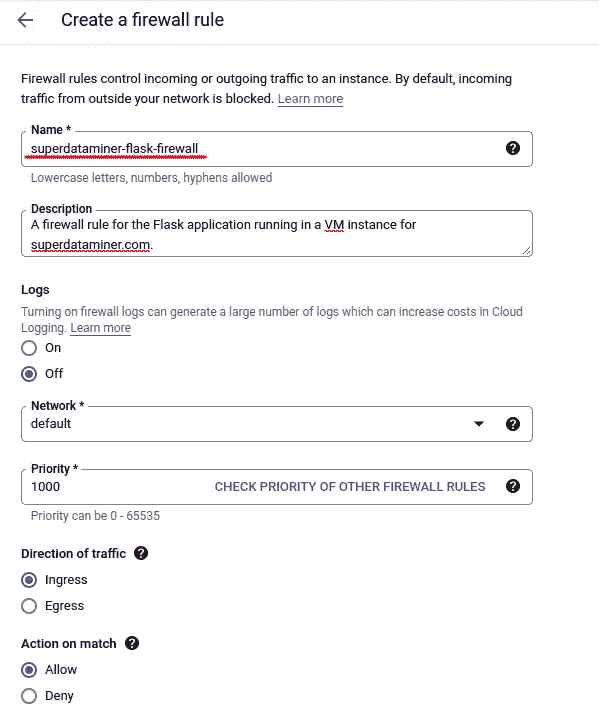 Create a firewall rule
Firewall rules control incoming or outgoing traffic to an instance. By default, incoming
traffic from outside your network is blocked. Learn more
Name *
superdataminer-flask-firewall
Lowercase letters, numbers, hyphens allowed
Description
A firewall rule for the Flask application running in a VM instance for
superdataminer.com.
Logs
Turning on firewall logs can generate a large number of logs which can increase costs in Cloud
Logging. Learn more
On
Off
Network *
default
Priority *
1000 CHECK PRIORITY OF OTHER FIREWALL RULES
Priority can be 0 - 65535
Direction of traffic
Ingress
Egress
Action on match
Allow
Deny